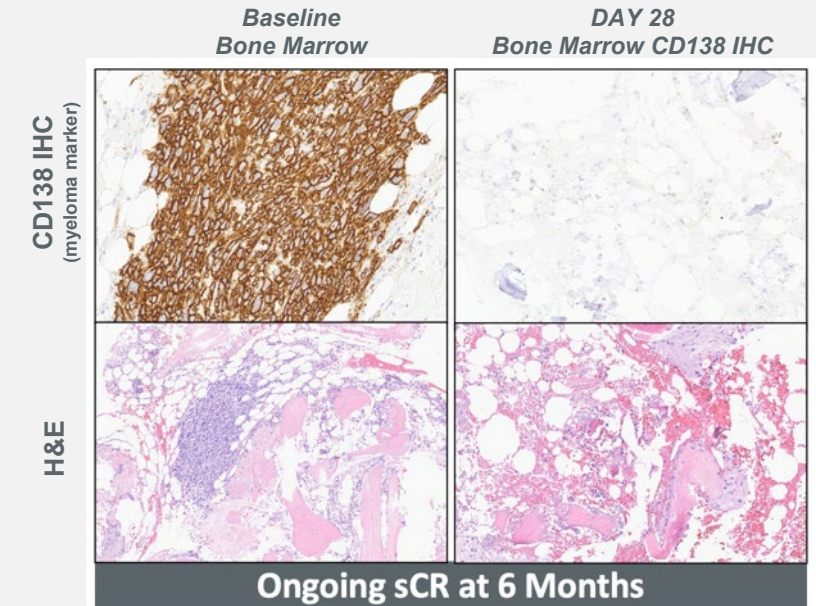 Baseline
Bone Marrow
DAY 28
Bone Marrow CD138 IHC
CD138 IHC
(myeloma marker)
H&E
Ongoing sCR at 6 Months